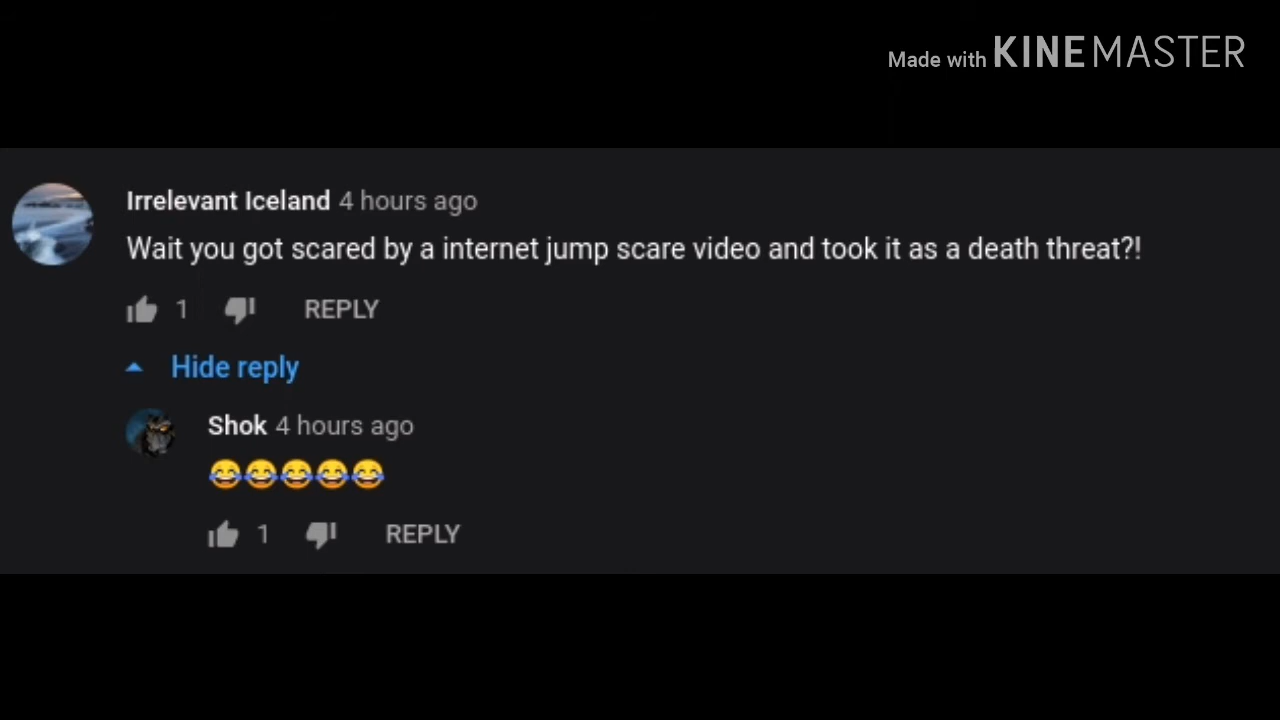 Made with KINEMASTER
Irrelevant Iceland 4 hours ago
Wait you got scared by a internet jump scare video and took it as a death threat?!
1 REPLY
Hide reply
Shok 4 hours ago
😂😂😂😂😂
1 REPLY